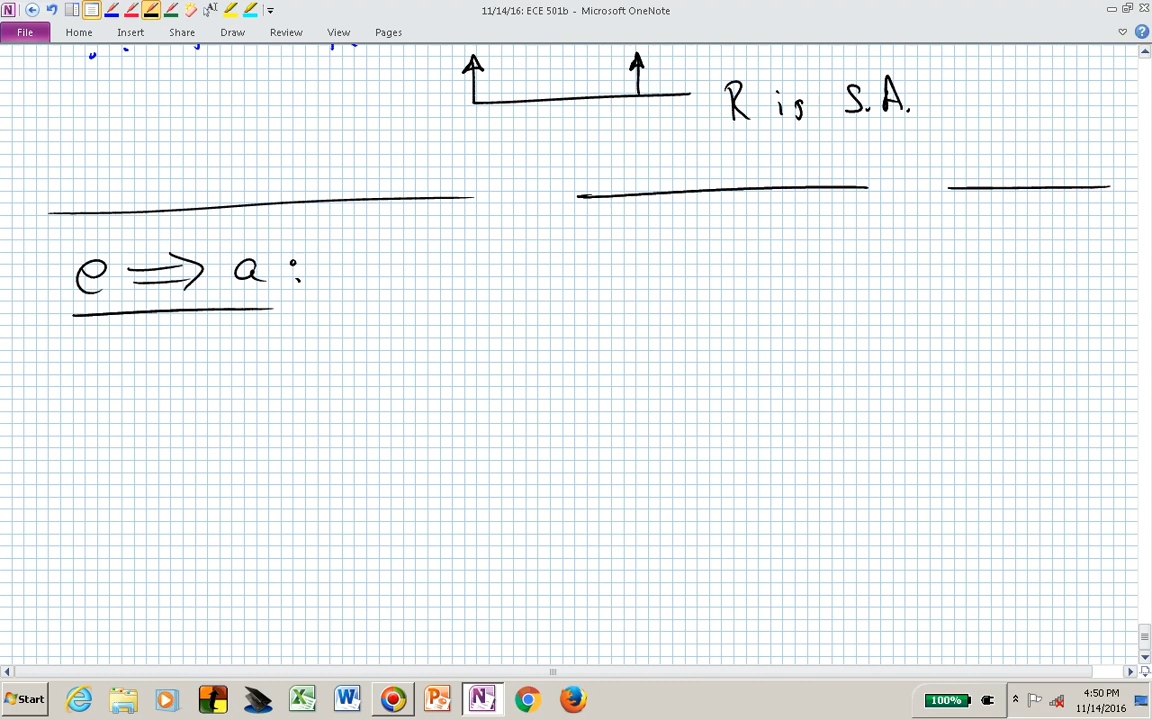 11/14/16: ECE 501b - Microsoft OneNote
File Home Insert Share Draw Review View Pages
R is S.A.
e ⟹ a :
Start
100%
4:50 PM
11/14/2016